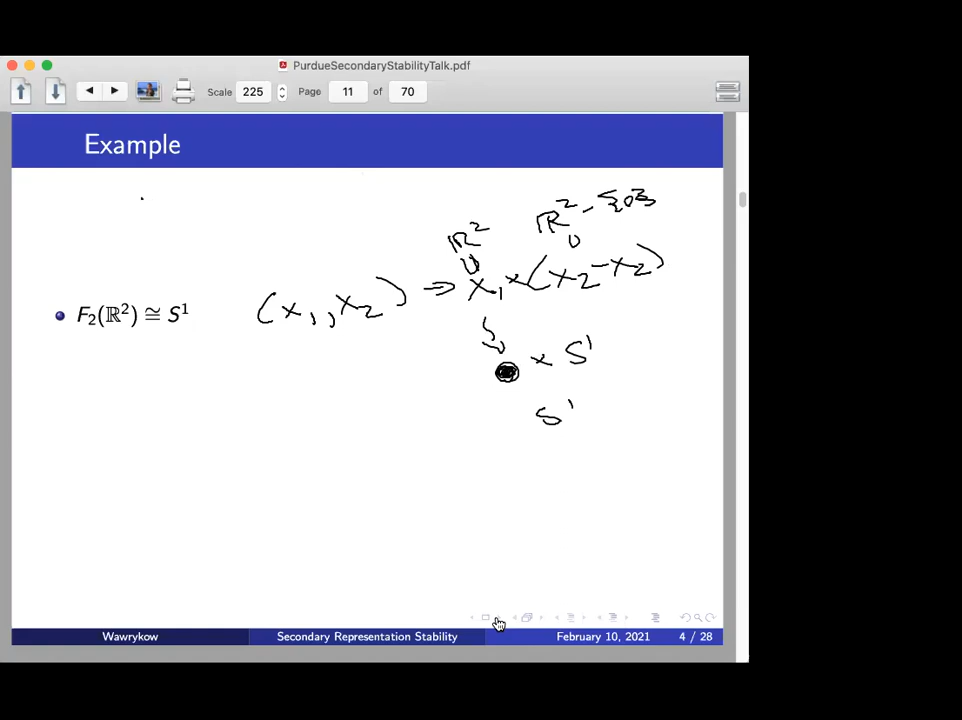 PurdueSecondaryStabilityTalk.pdf
Scale 225 Page 11 of 70
Example
ℝ² ℝ² - {0}
F₂(ℝ²) ≅ S¹ (x₁, x₂) ⇒ x₁ × (x₂ - x₂)
× S¹
S¹
Wawrykow Secondary Representation Stability February 10, 2021 4 / 28